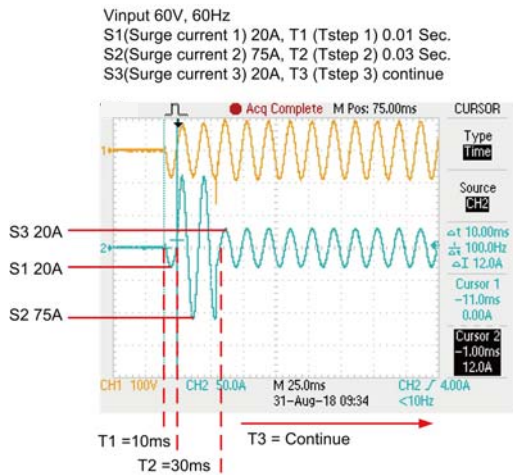 Vinput 60V, 60Hz
S1(Surge current 1) 20A, T1 (Tstep 1) 0.01 Sec.
S2(Surge current 2) 75A, T2 (Tstep 2) 0.03 Sec.
S3(Surge current 3) 20A, T3 (Tstep 3) continue
Acq Complete M Pos: 75.00ms CURSOR
Type
Time
Source
CH2
Δt 10.00ms
1/Δt 100.0Hz
ΔI 12.0A
Cursor 1
-11.0ms
0.00A
Cursor 2
-1.00ms
12.0A
1
2
S3 20A
S1 20A
S2 75A
CH1 100V CH2 50.0A M 25.0ms CH2 / 4.00A
31-Aug-18 09:34 <10Hz
T1 =10ms
T2 =30ms
T3 = Continue